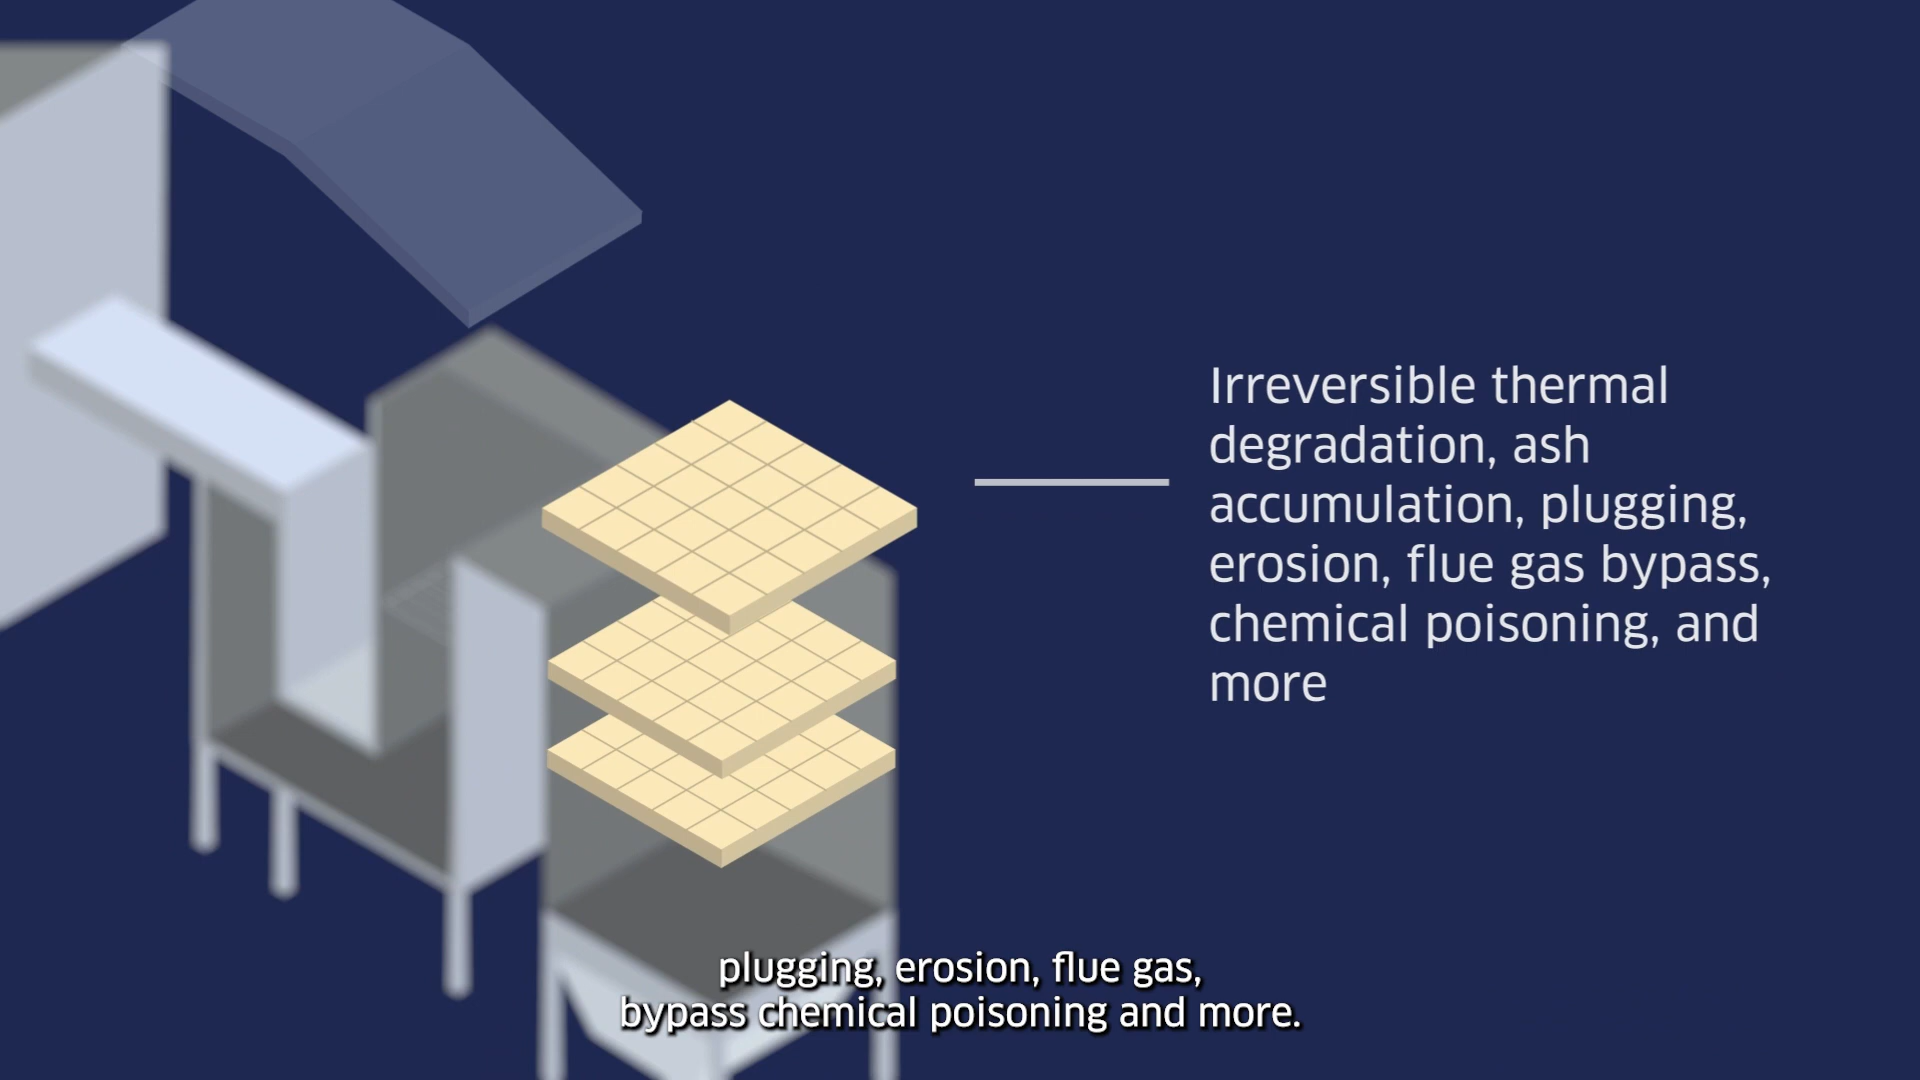 Irreversible thermal
degradation, ash
accumulation, plugging,
erosion, flue gas bypass,
chemical poisoning, and
more
plugging, erosion, flue gas,
bypass chemical poisoning and more.